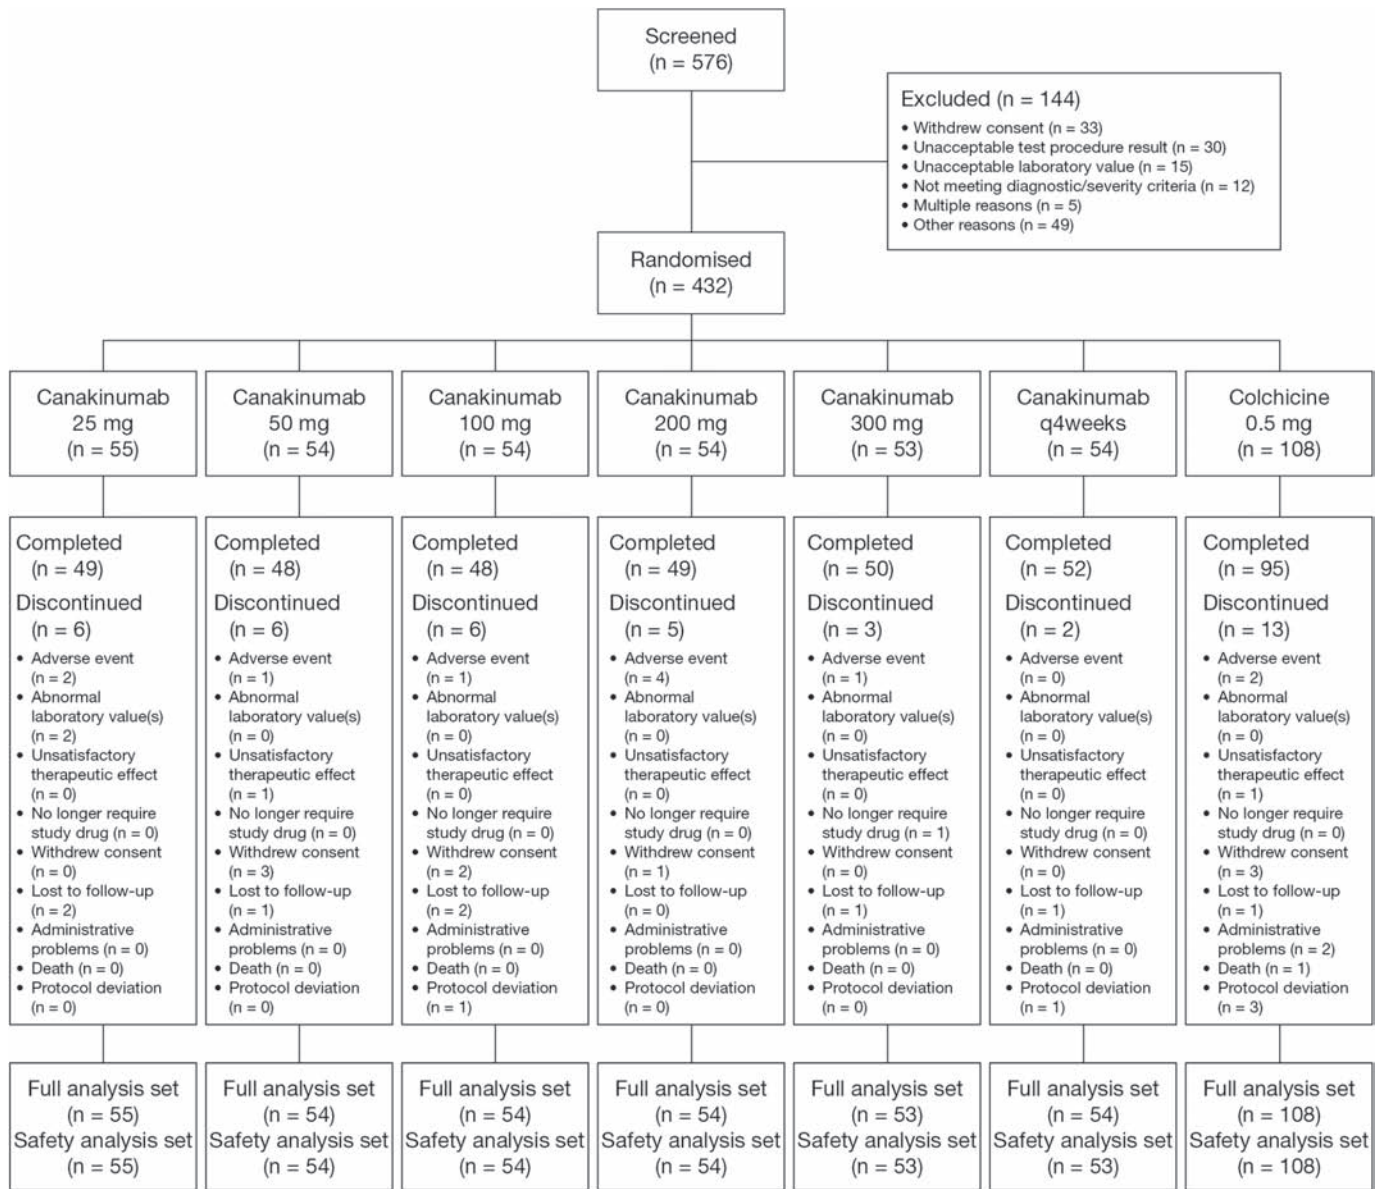 Screened
(n = 576)
Excluded (n = 144)
• Withdrew consent (n = 33)
• Unacceptable test procedure result (n = 30)
• Unacceptable laboratory value (n = 15)
• Not meeting diagnostic/severity criteria (n = 12)
• Multiple reasons (n = 5)
• Other reasons (n = 49)
Randomised
(n = 432)
Canakinumab
25 mg
(n = 55)
Canakinumab
50 mg
(n = 54)
Canakinumab
100 mg
(n = 54)
Canakinumab
200 mg
(n = 54)
Canakinumab
300 mg
(n = 53)
Canakinumab
q4weeks
(n = 54)
Colchicine
0.5 mg
(n = 108)
Completed
(n = 49)
Discontinued
(n = 6)
• Adverse event
(n = 2)
• Abnormal
laboratory value(s)
(n = 2)
• Unsatisfactory
therapeutic effect
(n = 0)
• No longer require
study drug (n = 0)
• Withdrew consent
(n = 0)
• Lost to follow-up
(n = 2)
• Administrative
problems (n = 0)
• Death (n = 0)
• Protocol deviation
(n = 0)
Completed
(n = 48)
Discontinued
(n = 6)
• Adverse event
(n = 1)
• Abnormal
laboratory value(s)
(n = 0)
• Unsatisfactory
therapeutic effect
(n = 1)
• No longer require
study drug (n = 0)
• Withdrew consent
(n = 3)
• Lost to follow-up
(n = 1)
• Administrative
problems (n = 0)
• Death (n = 0)
• Protocol deviation
(n = 0)
Completed
(n = 48)
Discontinued
(n = 6)
• Adverse event
(n = 1)
• Abnormal
laboratory value(s)
(n = 0)
• Unsatisfactory
therapeutic effect
(n = 0)
• No longer require
study drug (n = 0)
• Withdrew consent
(n = 2)
• Lost to follow-up
(n = 2)
• Administrative
problems (n = 0)
• Death (n = 0)
• Protocol deviation
(n = 1)
Completed
(n = 49)
Discontinued
(n = 5)
• Adverse event
(n = 4)
• Abnormal
laboratory value(s)
(n = 0)
• Unsatisfactory
therapeutic effect
(n = 0)
• No longer require
study drug (n = 0)
• Withdrew consent
(n = 1)
• Lost to follow-up
(n = 0)
• Administrative
problems (n = 0)
• Death (n = 0)
• Protocol deviation
(n = 0)
Completed
(n = 50)
Discontinued
(n = 3)
• Adverse event
(n = 1)
• Abnormal
laboratory value(s)
(n = 0)
• Unsatisfactory
therapeutic effect
(n = 0)
• No longer require
study drug (n = 1)
• Withdrew consent
(n = 0)
• Lost to follow-up
(n = 1)
• Administrative
problems (n = 0)
• Death (n = 0)
• Protocol deviation
(n = 0)
Completed
(n = 52)
Discontinued
(n = 2)
• Adverse event
(n = 0)
• Abnormal
laboratory value(s)
(n = 0)
• Unsatisfactory
therapeutic effect
(n = 0)
• No longer require
study drug (n = 0)
• Withdrew consent
(n = 0)
• Lost to follow-up
(n = 1)
• Administrative
problems (n = 0)
• Death (n = 0)
• Protocol deviation
(n = 1)
Completed
(n = 95)
Discontinued
(n = 13)
• Adverse event
(n = 2)
• Abnormal
laboratory value(s)
(n = 0)
• Unsatisfactory
therapeutic effect
(n = 1)
• No longer require
study drug (n = 0)
• Withdrew consent
(n = 3)
• Lost to follow-up
(n = 1)
• Administrative
problems (n = 2)
• Death (n = 1)
• Protocol deviation
(n = 3)
Full analysis set
(n = 55)
Safety analysis set
(n = 55)
Full analysis set
(n = 54)
Safety analysis set
(n = 54)
Full analysis set
(n = 54)
Safety analysis set
(n = 54)
Full analysis set
(n = 54)
Safety analysis set
(n = 54)
Full analysis set
(n = 53)
Safety analysis set
(n = 53)
Full analysis set
(n = 54)
Safety analysis set
(n = 53)
Full analysis set
(n = 108)
Safety analysis set
(n = 108)